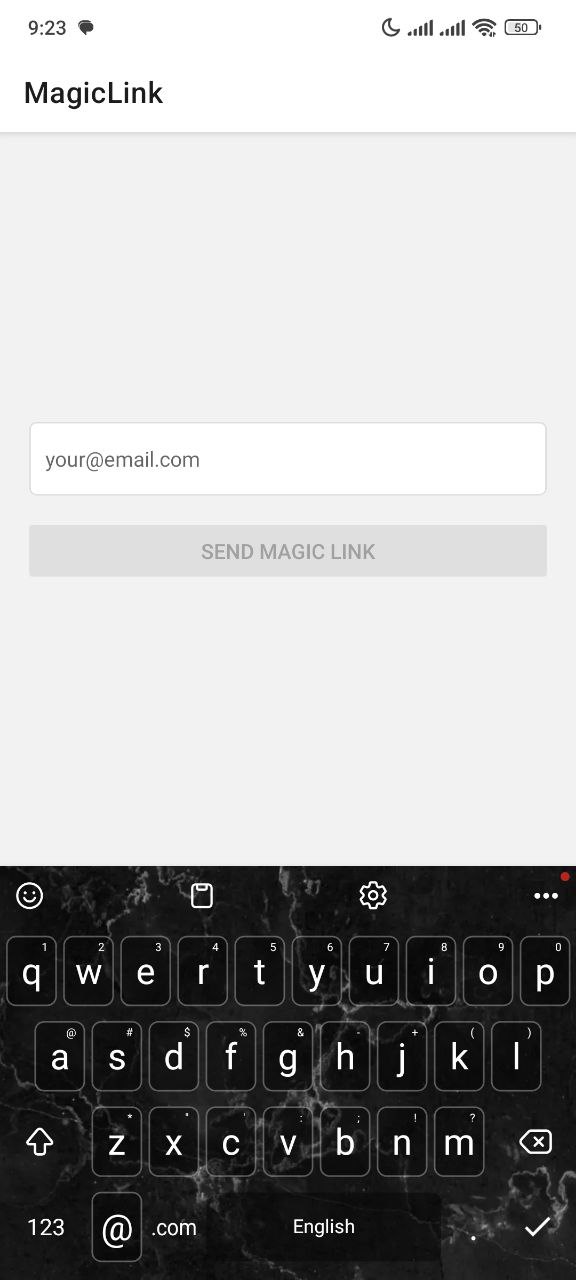 9:23 50
MagicLink
your@email.com
SEND MAGIC LINK
1 2 3 4 5 6 7 8 9 0
q w e r t y u i o p
@ # $ % & - + ( )
a s d f g h j k l
* " ' : ; ! ?
z x c v b n m
123 @ .com English .